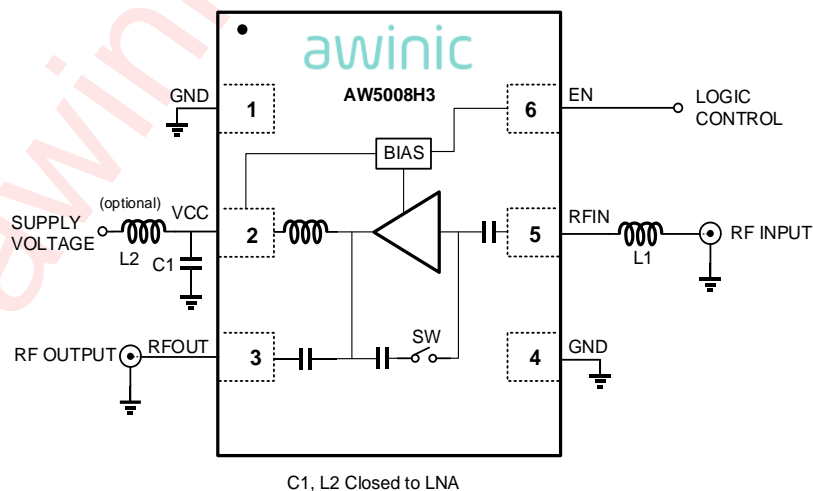 awinic
awinic
AW5008H3
GND
1
6
EN
LOGIC
CONTROL
BIAS
(optional)
VCC
SUPPLY
VOLTAGE
L2
C1
2
5
RFIN
L1
RF INPUT
RF OUTPUT
RFOUT
3
SW
4
GND
C1, L2 Closed to LNA